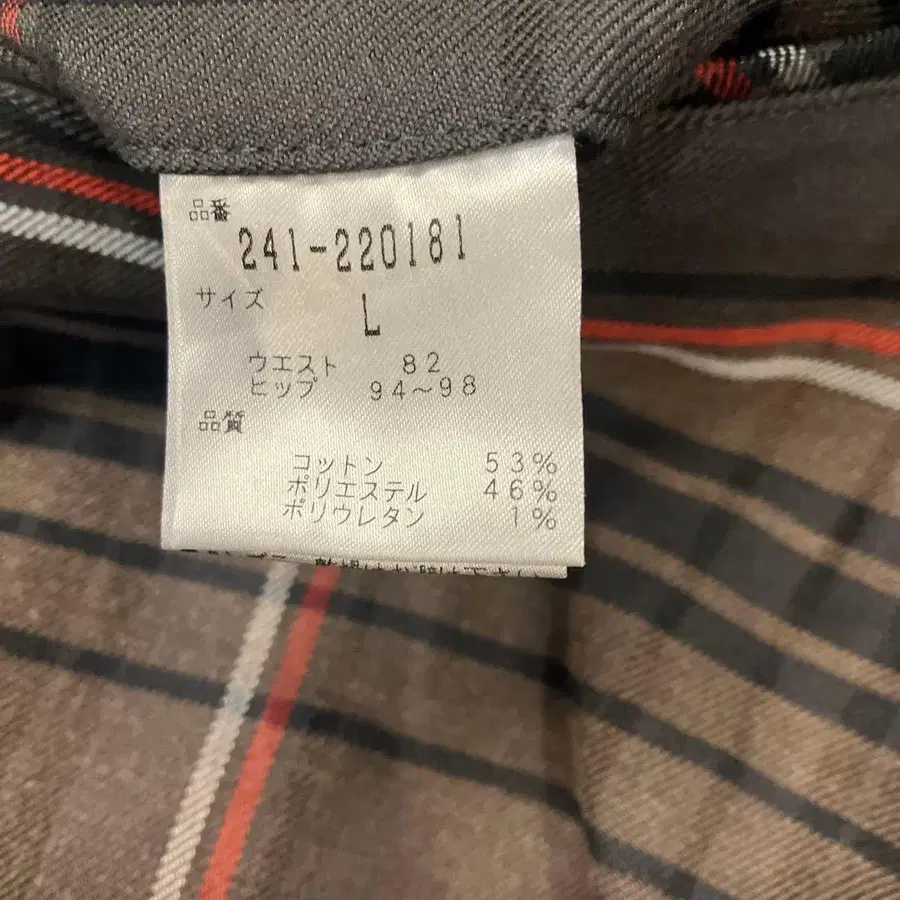 品番
241-220181
サイズ
L
ウエスト 82
ヒップ 94～98
品質
コットン 53%
ポリエステル 46%
ポリウレタン 1%